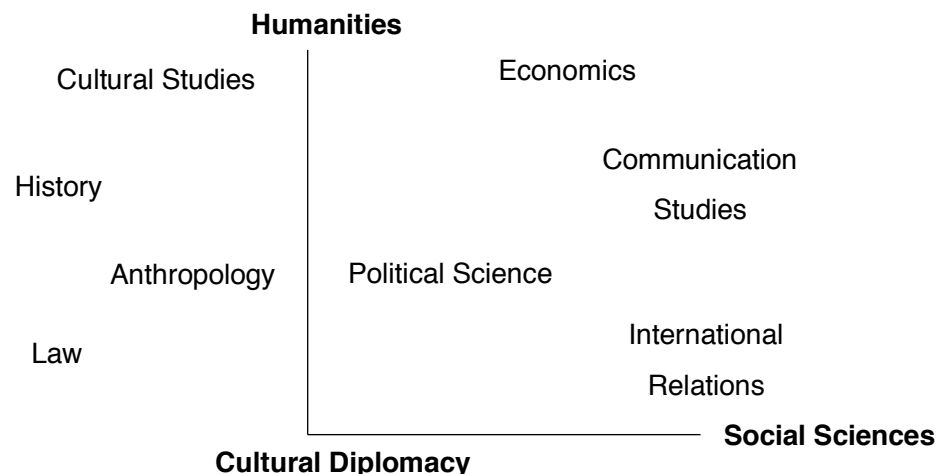 Humanities
Cultural Studies
Economics
Communication
Studies
History
Anthropology
Political Science
Law
International
Relations
Social Sciences
Cultural Diplomacy